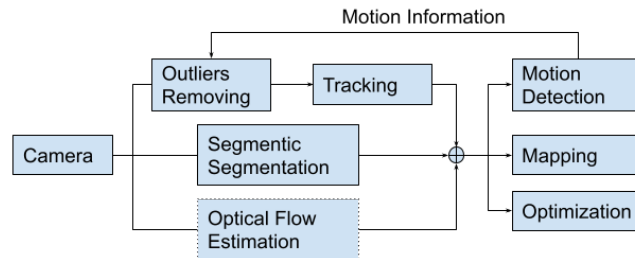 Motion Information
Outliers
Removing
Tracking
Motion
Detection
Camera
Segmentic
Segmentation
Mapping
Optical Flow
Estimation
Optimization